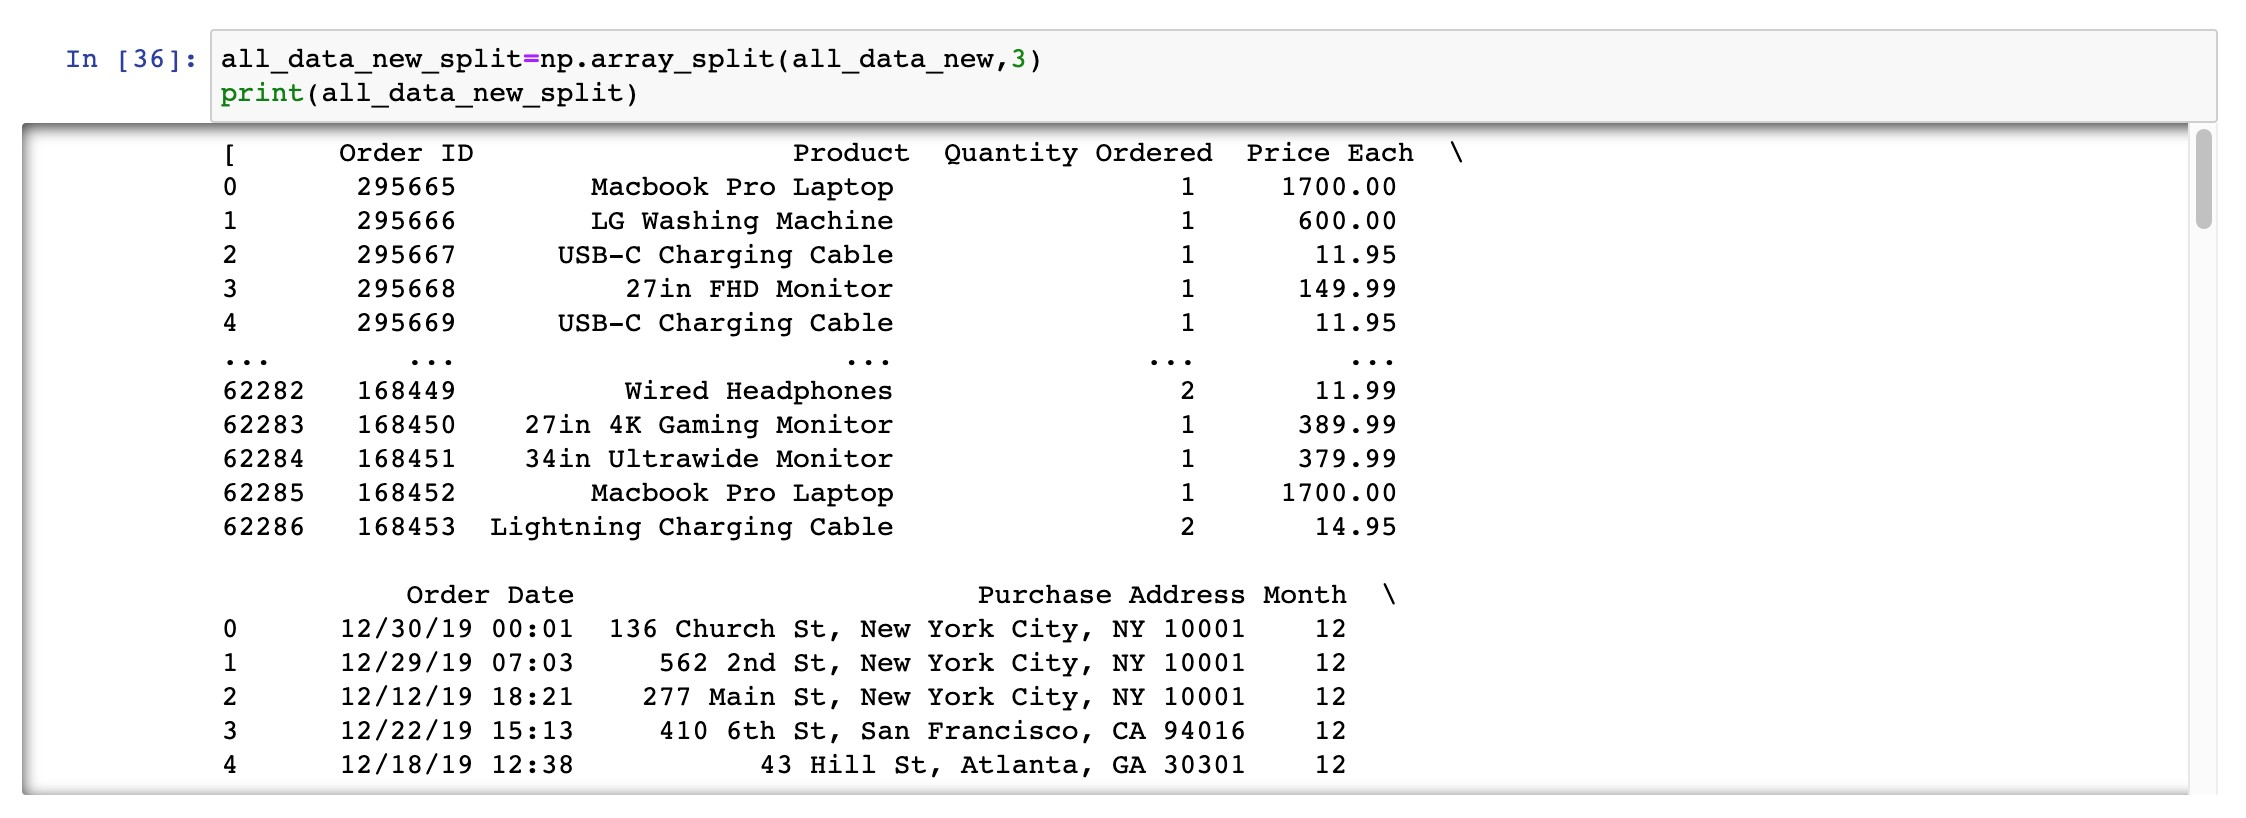 In [36]: all_data_new_split=np.array_split(all_data_new,3)
print(all_data_new_split)
[ Order ID Product Quantity Ordered Price Each \
0 295665 Macbook Pro Laptop 1 1700.00
1 295666 LG Washing Machine 1 600.00
2 295667 USB-C Charging Cable 1 11.95
3 295668 27in FHD Monitor 1 149.99
4 295669 USB-C Charging Cable 1 11.95
... ... ... ... ...
62282 168449 Wired Headphones 2 11.99
62283 168450 27in 4K Gaming Monitor 1 389.99
62284 168451 34in Ultrawide Monitor 1 379.99
62285 168452 Macbook Pro Laptop 1 1700.00
62286 168453 Lightning Charging Cable 2 14.95
Order Date Purchase Address Month \
0 12/30/19 00:01 136 Church St, New York City, NY 10001 12
1 12/29/19 07:03 562 2nd St, New York City, NY 10001 12
2 12/12/19 18:21 277 Main St, New York City, NY 10001 12
3 12/22/19 15:13 410 6th St, San Francisco, CA 94016 12
4 12/18/19 12:38 43 Hill St, Atlanta, GA 30301 12